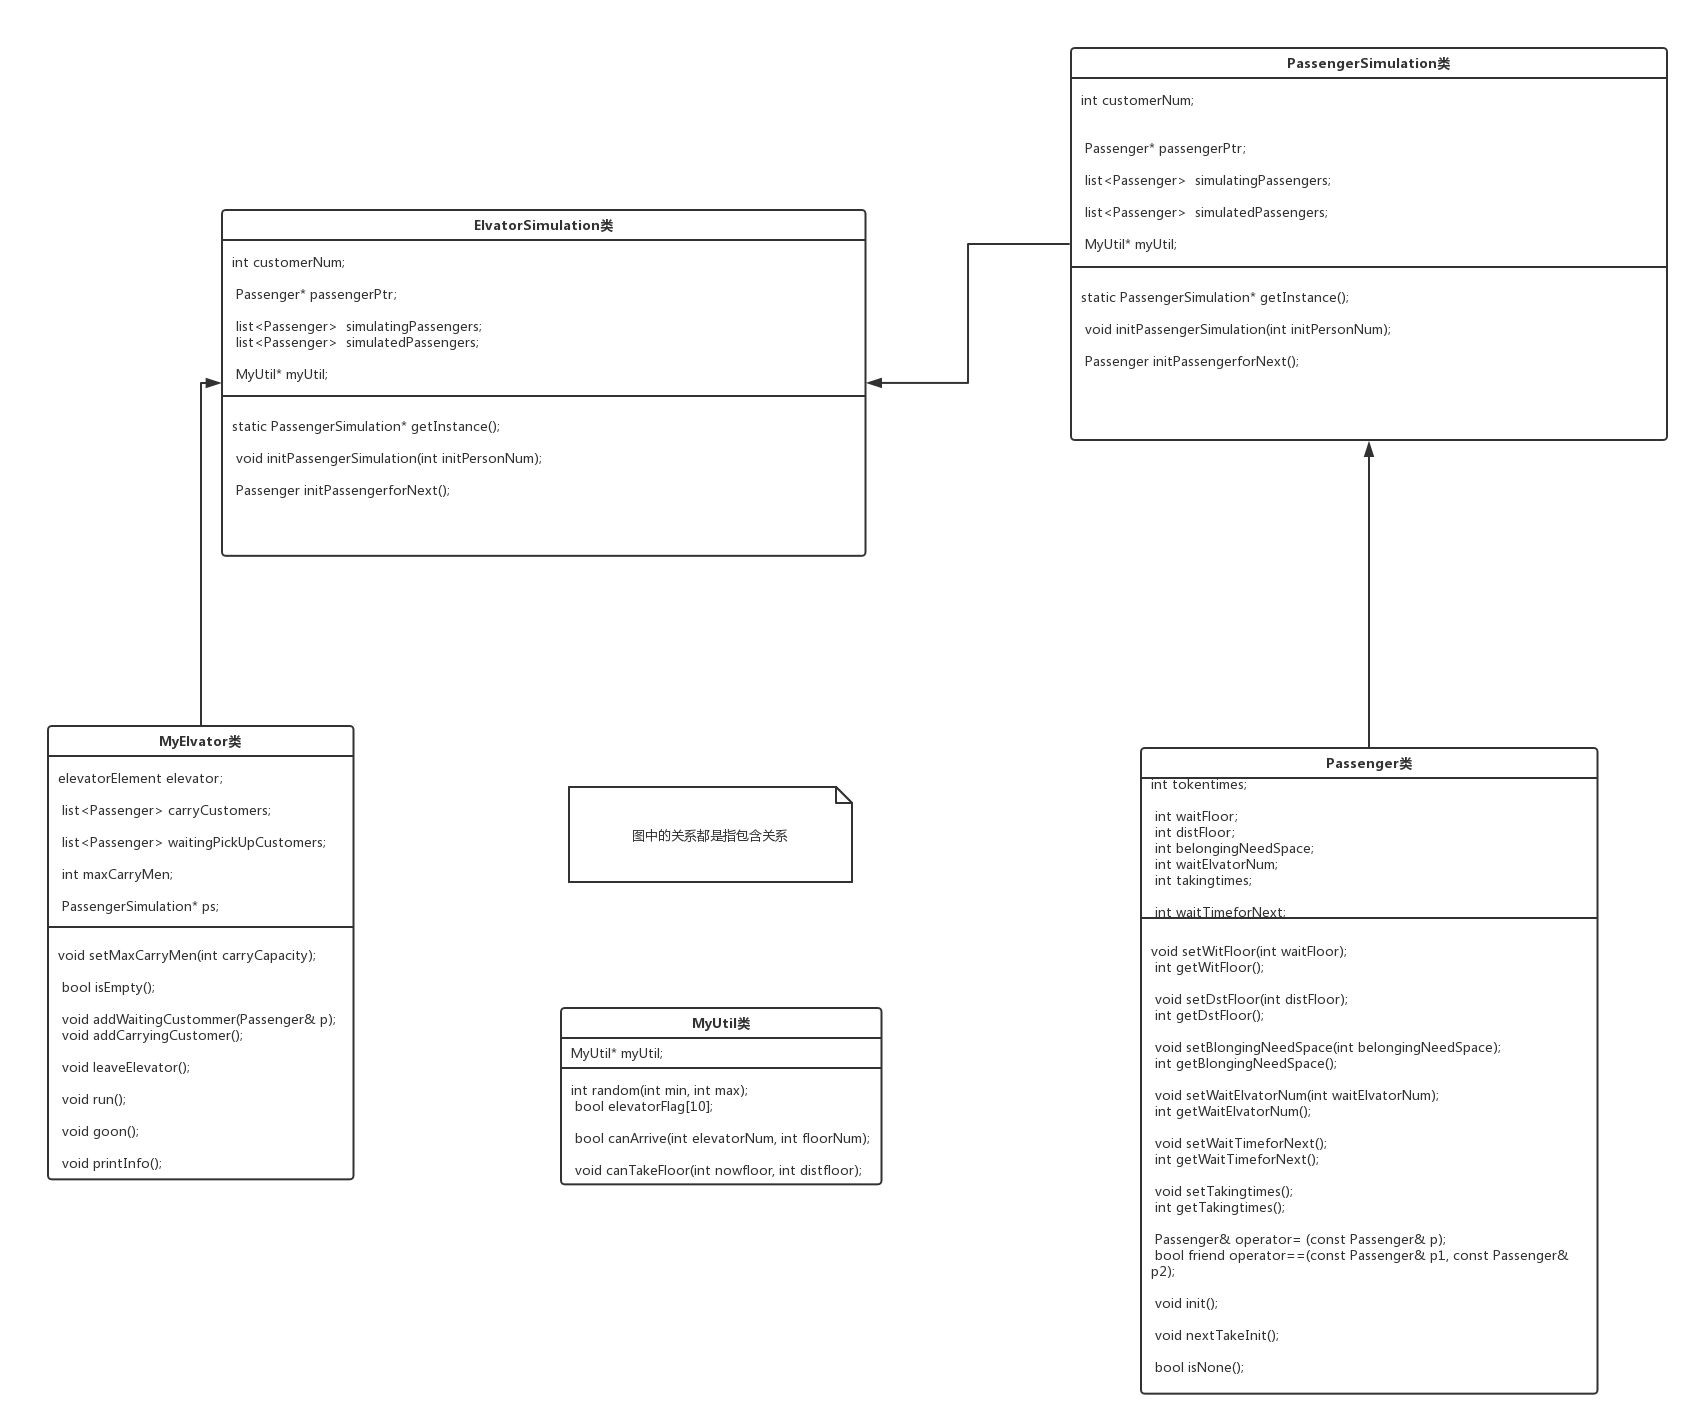 PassengerSimulation类
int customerNum;
Passenger* passengerPtr;
list<Passenger>  simulatingPassengers;
list<Passenger>  simulatedPassengers;
MyUtil* myUtil;
static PassengerSimulation* getInstance();
void initPassengerSimulation(int initPersonNum);
Passenger initPassengerforNext();
ElvatorSimulation类
int customerNum;
Passenger* passengerPtr;
list<Passenger>  simulatingPassengers;
list<Passenger>  simulatedPassengers;
MyUtil* myUtil;
static PassengerSimulation* getInstance();
void initPassengerSimulation(int initPersonNum);
Passenger initPassengerforNext();
MyElvator类
elevatorElement elevator;
list<Passenger> carryCustomers;
list<Passenger> waitingPickUpCustomers;
int maxCarryMen;
PassengerSimulation* ps;
void setMaxCarryMen(int carryCapacity);
bool isEmpty();
void addWaitingCustommer(Passenger& p);
void addCarryingCustomer();
void leaveElevator();
void run();
void goon();
void printInfo();
图中的关系都是指包含关系
MyUtil类
MyUtil* myUtil;
int random(int min, int max);
bool elevatorFlag[10];
bool canArrive(int elevatorNum, int floorNum);
void canTakeFloor(int nowfloor, int distfloor);
Passenger类
int tokentimes;
int waitFloor;
int distFloor;
int belongingNeedSpace;
int waitElvatorNum;
int takingtimes;
int waitTimeforNext;
void setWitFloor(int waitFloor);
int getWitFloor();
void setDstFloor(int distFloor);
int getDstFloor();
void setBlongingNeedSpace(int belongingNeedSpace);
int getBlongingNeedSpace();
void setWaitElvatorNum(int waitElvatorNum);
int getWaitElvatorNum();
void setWaitTimeforNext();
int getWaitTimeforNext();
void setTakingtimes();
int getTakingtimes();
Passenger& operator= (const Passenger& p);
bool friend operator==(const Passenger& p1, const Passenger&
p2);
void init();
void nextTakeInit();
bool isNone();